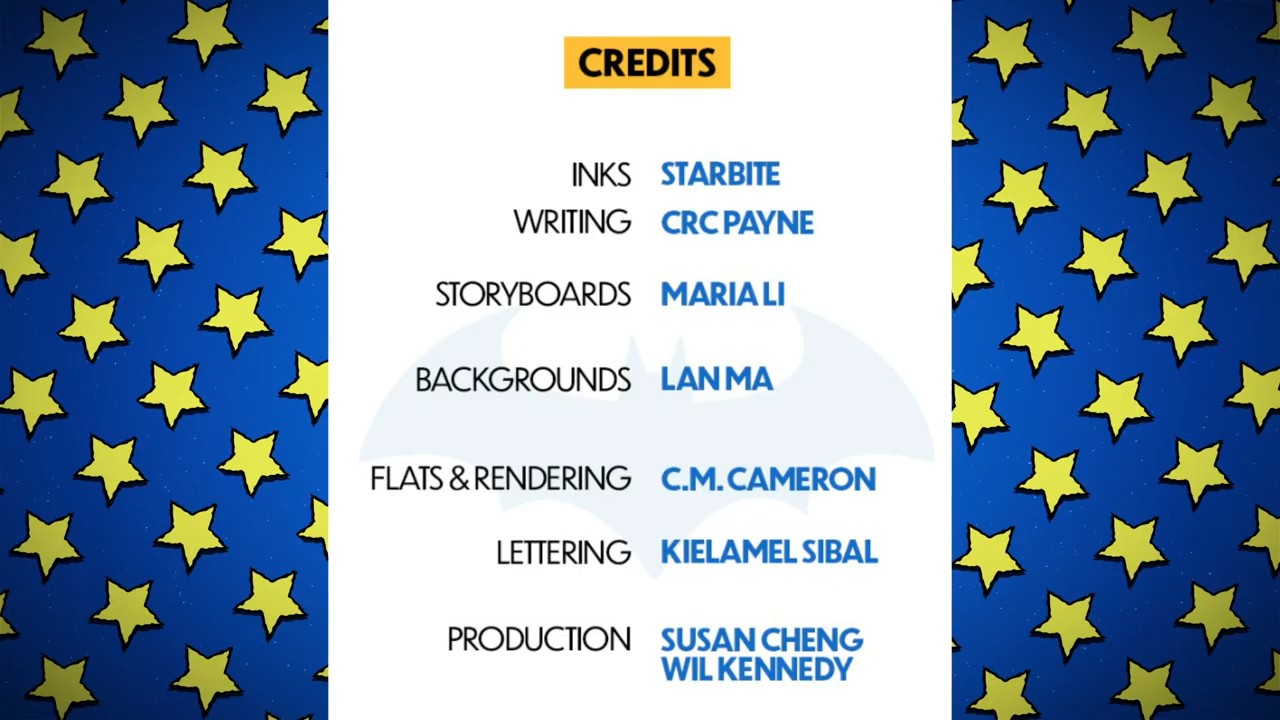 CREDITS
INKS STARBITE
WRITING CRC PAYNE
STORYBOARDS MARIA LI
BACKGROUNDS LAN MA
FLATS & RENDERING C.M. CAMERON
LETTERING KIELAMEL SIBAL
PRODUCTION SUSAN CHENG
WIL KENNEDY